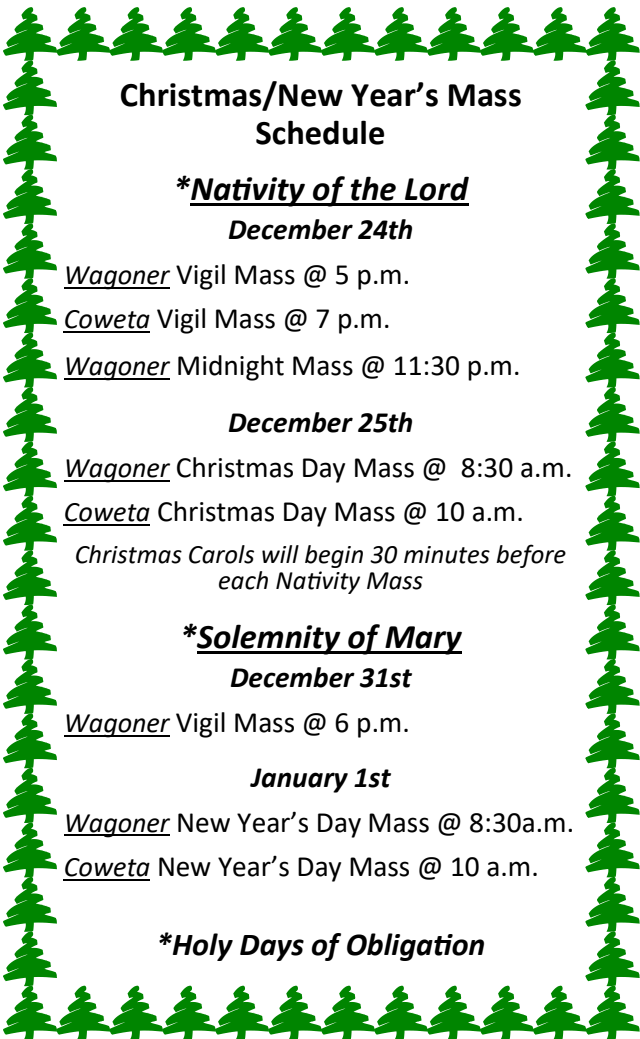 Christmas/New Year's Mass
Schedule
*Nativity of the Lord
December 24th
Wagoner Vigil Mass @ 5 p.m.
Coweta Vigil Mass @ 7 p.m.
Wagoner Midnight Mass @ 11:30 p.m.
December 25th
Wagoner Christmas Day Mass @  8:30 a.m.
Coweta Christmas Day Mass @ 10 a.m.
Christmas Carols will begin 30 minutes before
each Nativity Mass
*Solemnity of Mary
December 31st
Wagoner Vigil Mass @ 6 p.m.
January 1st
Wagoner New Year’s Day Mass @ 8:30a.m.
Coweta New Year’s Day Mass @ 10 a.m.
*Holy Days of Obligation